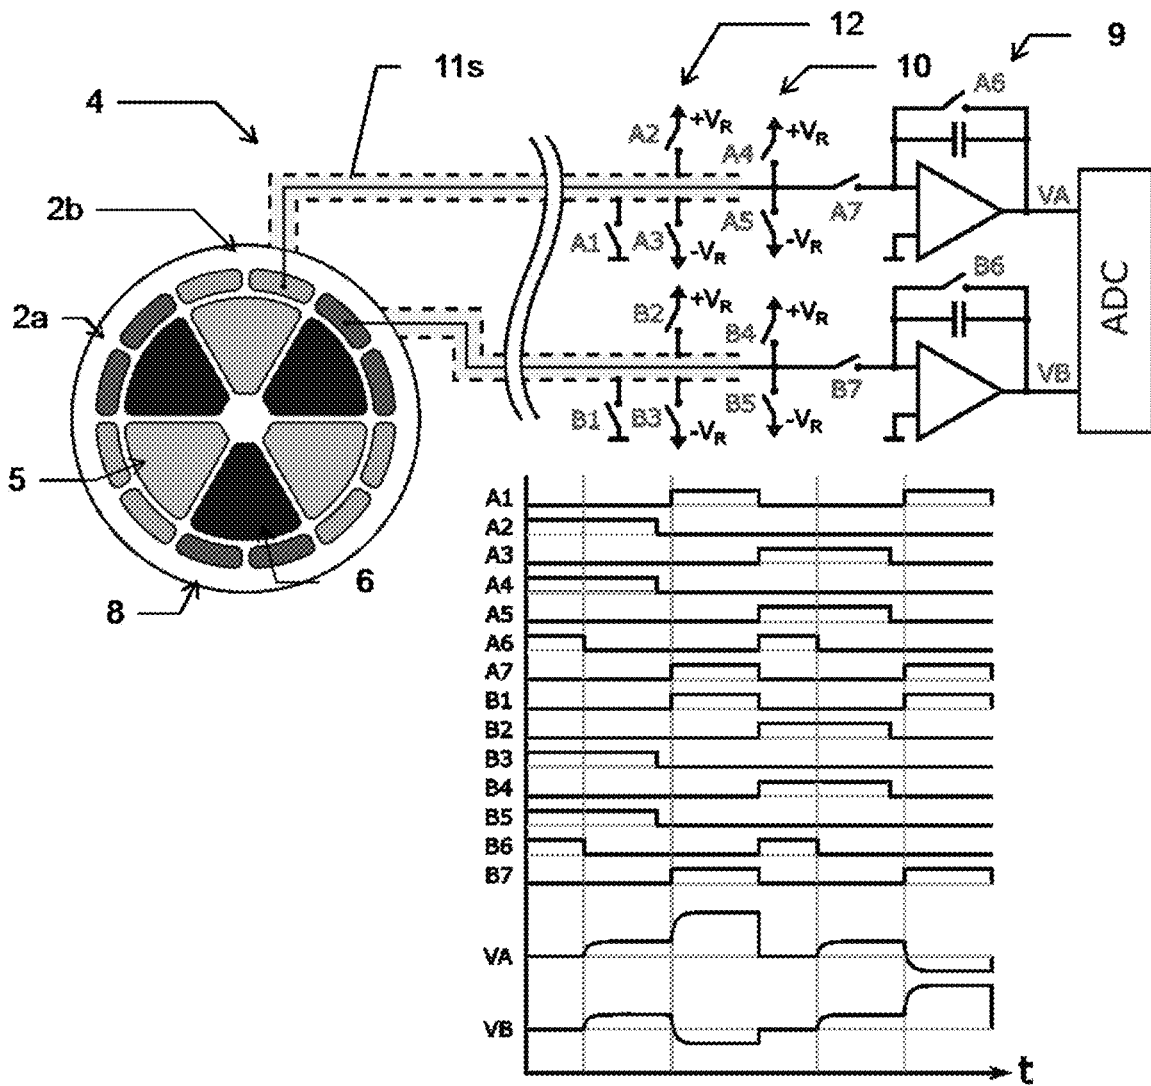 12
9
11s
10
4
A6
+VR
A2
+VR
A4
2b
A7
VA
A1
A3
A5
-VR
-VR
2a
+VR
B2
+VR
B4
B6
ADC
B7
VB
B1
B3
B5
-VR
-VR
5
6
8
A1
A2
A3
A4
A5
A6
A7
B1
B2
B3
B4
B5
B6
B7
VA
VB
t